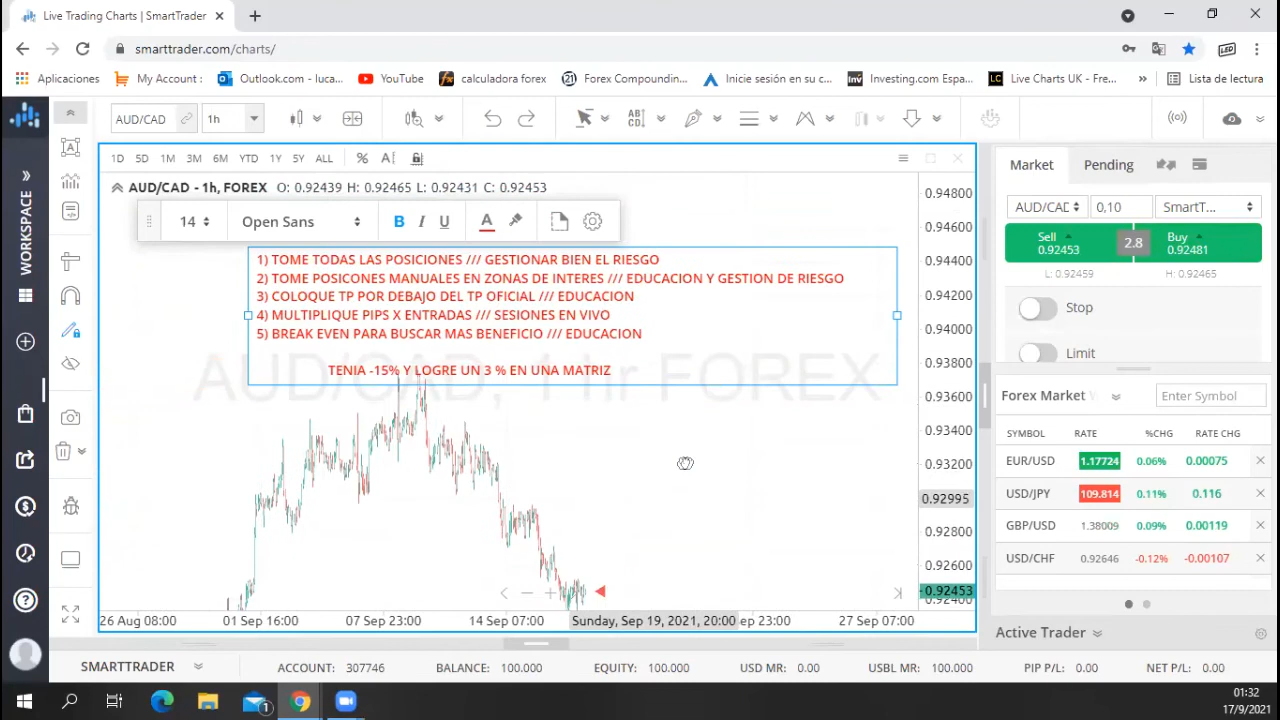 Live Trading Charts | SmartTrader
smarttrader.com/charts/
Aplicaciones
My Account :
Outlook.com - luca...
YouTube
calculadora forex
Forex Compoundin...
Inicie sesión en su c...
Investing.com Espa...
Live Charts UK - Fre...
Lista de lectura
AUD/CAD
1h
1D 5D 1M 3M 6M YTD 1Y 5Y ALL
AUD/CAD - 1h, FOREX O: 0.92439 H: 0.92465 L: 0.92431 C: 0.92453
14 Open Sans B I U A
1) TOME TODAS LAS POSICIONES /// GESTIONAR BIEN EL RIESGO
2) TOME POSICONES MANUALES EN ZONAS DE INTERES /// EDUCACION Y GESTION DE RIESGO
3) COLOQUE TP POR DEBAJO DEL TP OFICIAL /// EDUCACION
4) MULTIPLIQUE PIPS X ENTRADAS /// SESIONES EN VIVO
5) BREAK EVEN PARA BUSCAR MAS BENEFICIO /// EDUCACION
TENIA -15% Y LOGRE UN 3 % EN UNA MATRIZ
0.94800
0.94600
0.94400
0.94200
0.94000
0.93800
0.93600
0.93400
0.93200
0.92995
0.92800
0.92600
0.92453
0.92400
26 Aug 08:00
01 Sep 16:00
07 Sep 23:00
14 Sep 07:00
Sunday, Sep 19, 2021, 20:00
ep 23:00
27 Sep 07:00
WORKSPACE
Market
Pending
AUD/CAD
0,10
SmartT...
Sell
0.92453
2.8
Buy
0.92481
L: 0.92459
H: 0.92465
Stop
Limit
Forex Market
Enter Symbol
SYMBOL RATE %CHG RATE CHG
EUR/USD 1.17724 0.06% 0.00075
USD/JPY 109.814 0.11% 0.116
GBP/USD 1.38009 0.09% 0.00119
USD/CHF 0.92646 -0.12% -0.00107
Active Trader
SMARTTRADER
ACCOUNT: 307746
BALANCE: 100.000
EQUITY: 100.000
USD MR: 0.00
USBL MR: 100.000
PIP P/L: 0.00
NET P/L: 0.00
1
01:32
17/9/2021